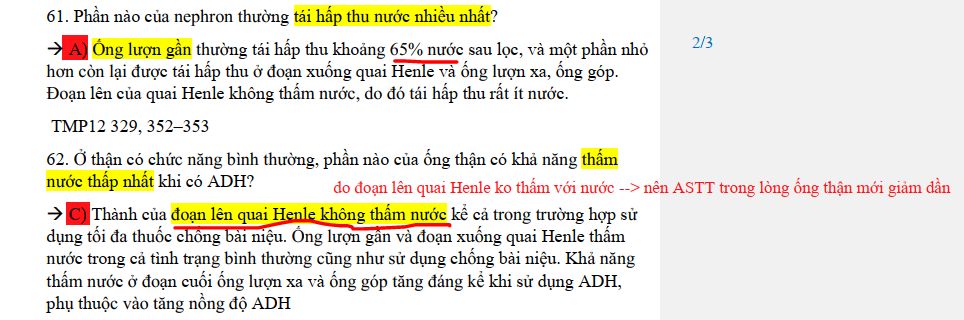 61. Phần nào của nephron thường tái hấp thu nước nhiều nhất?
→ A) Ống lượn gần thường tái hấp thu khoảng 65% nước sau lọc, và một phần nhỏ
hơn còn lại được tái hấp thu ở đoạn xuống quai Henle và ống lượn xa, ống góp.
Đoạn lên của quai Henle không thấm nước, do đó tái hấp thu rất ít nước.
2/3
TMP12 329, 352–353
62. Ở thận có chức năng bình thường, phần nào của ống thận có khả năng thấm
nước thấp nhất khi có ADH?
do đoạn lên quai Henle ko thấm với nước --> nên ASTT trong lòng ống thận mới giảm dần
→ C) Thành của đoạn lên quai Henle không thấm nước kể cả trong trường hợp sử
dụng tối đa thuốc chống bài niệu. Ống lượn gần và đoạn xuống quai Henle thấm
nước trong cả tình trạng bình thường cũng như sử dụng chống bài niệu. Khả năng
thấm nước ở đoạn cuối ống lượn xa và ống góp tăng đáng kể khi sử dụng ADH,
phụ thuộc vào tăng nồng độ ADH